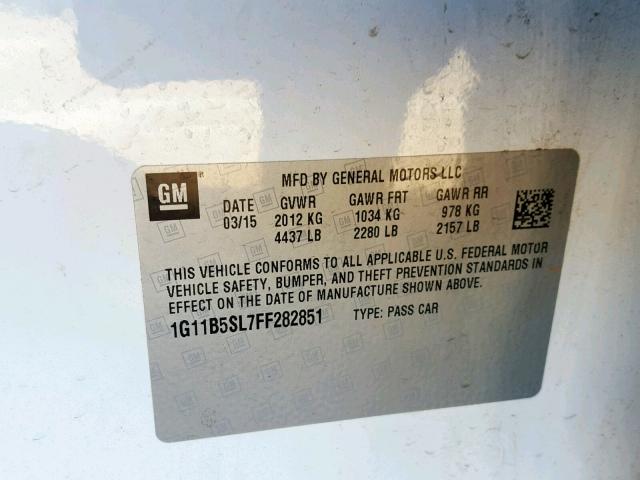 GM
MFD BY GENERAL MOTORS LLC
DATE GVWR GAWR FRT GAWR RR
03/15 2012 KG 1034 KG 978 KG
4437 LB 2280 LB 2157 LB
THIS VEHICLE CONFORMS TO ALL APPLICABLE U.S. FEDERAL MOTOR
VEHICLE SAFETY, BUMPER, AND THEFT PREVENTION STANDARDS IN
EFFECT ON THE DATE OF MANUFACTURE SHOWN ABOVE.
1G11B5SL7FF282851 TYPE: PASS CAR